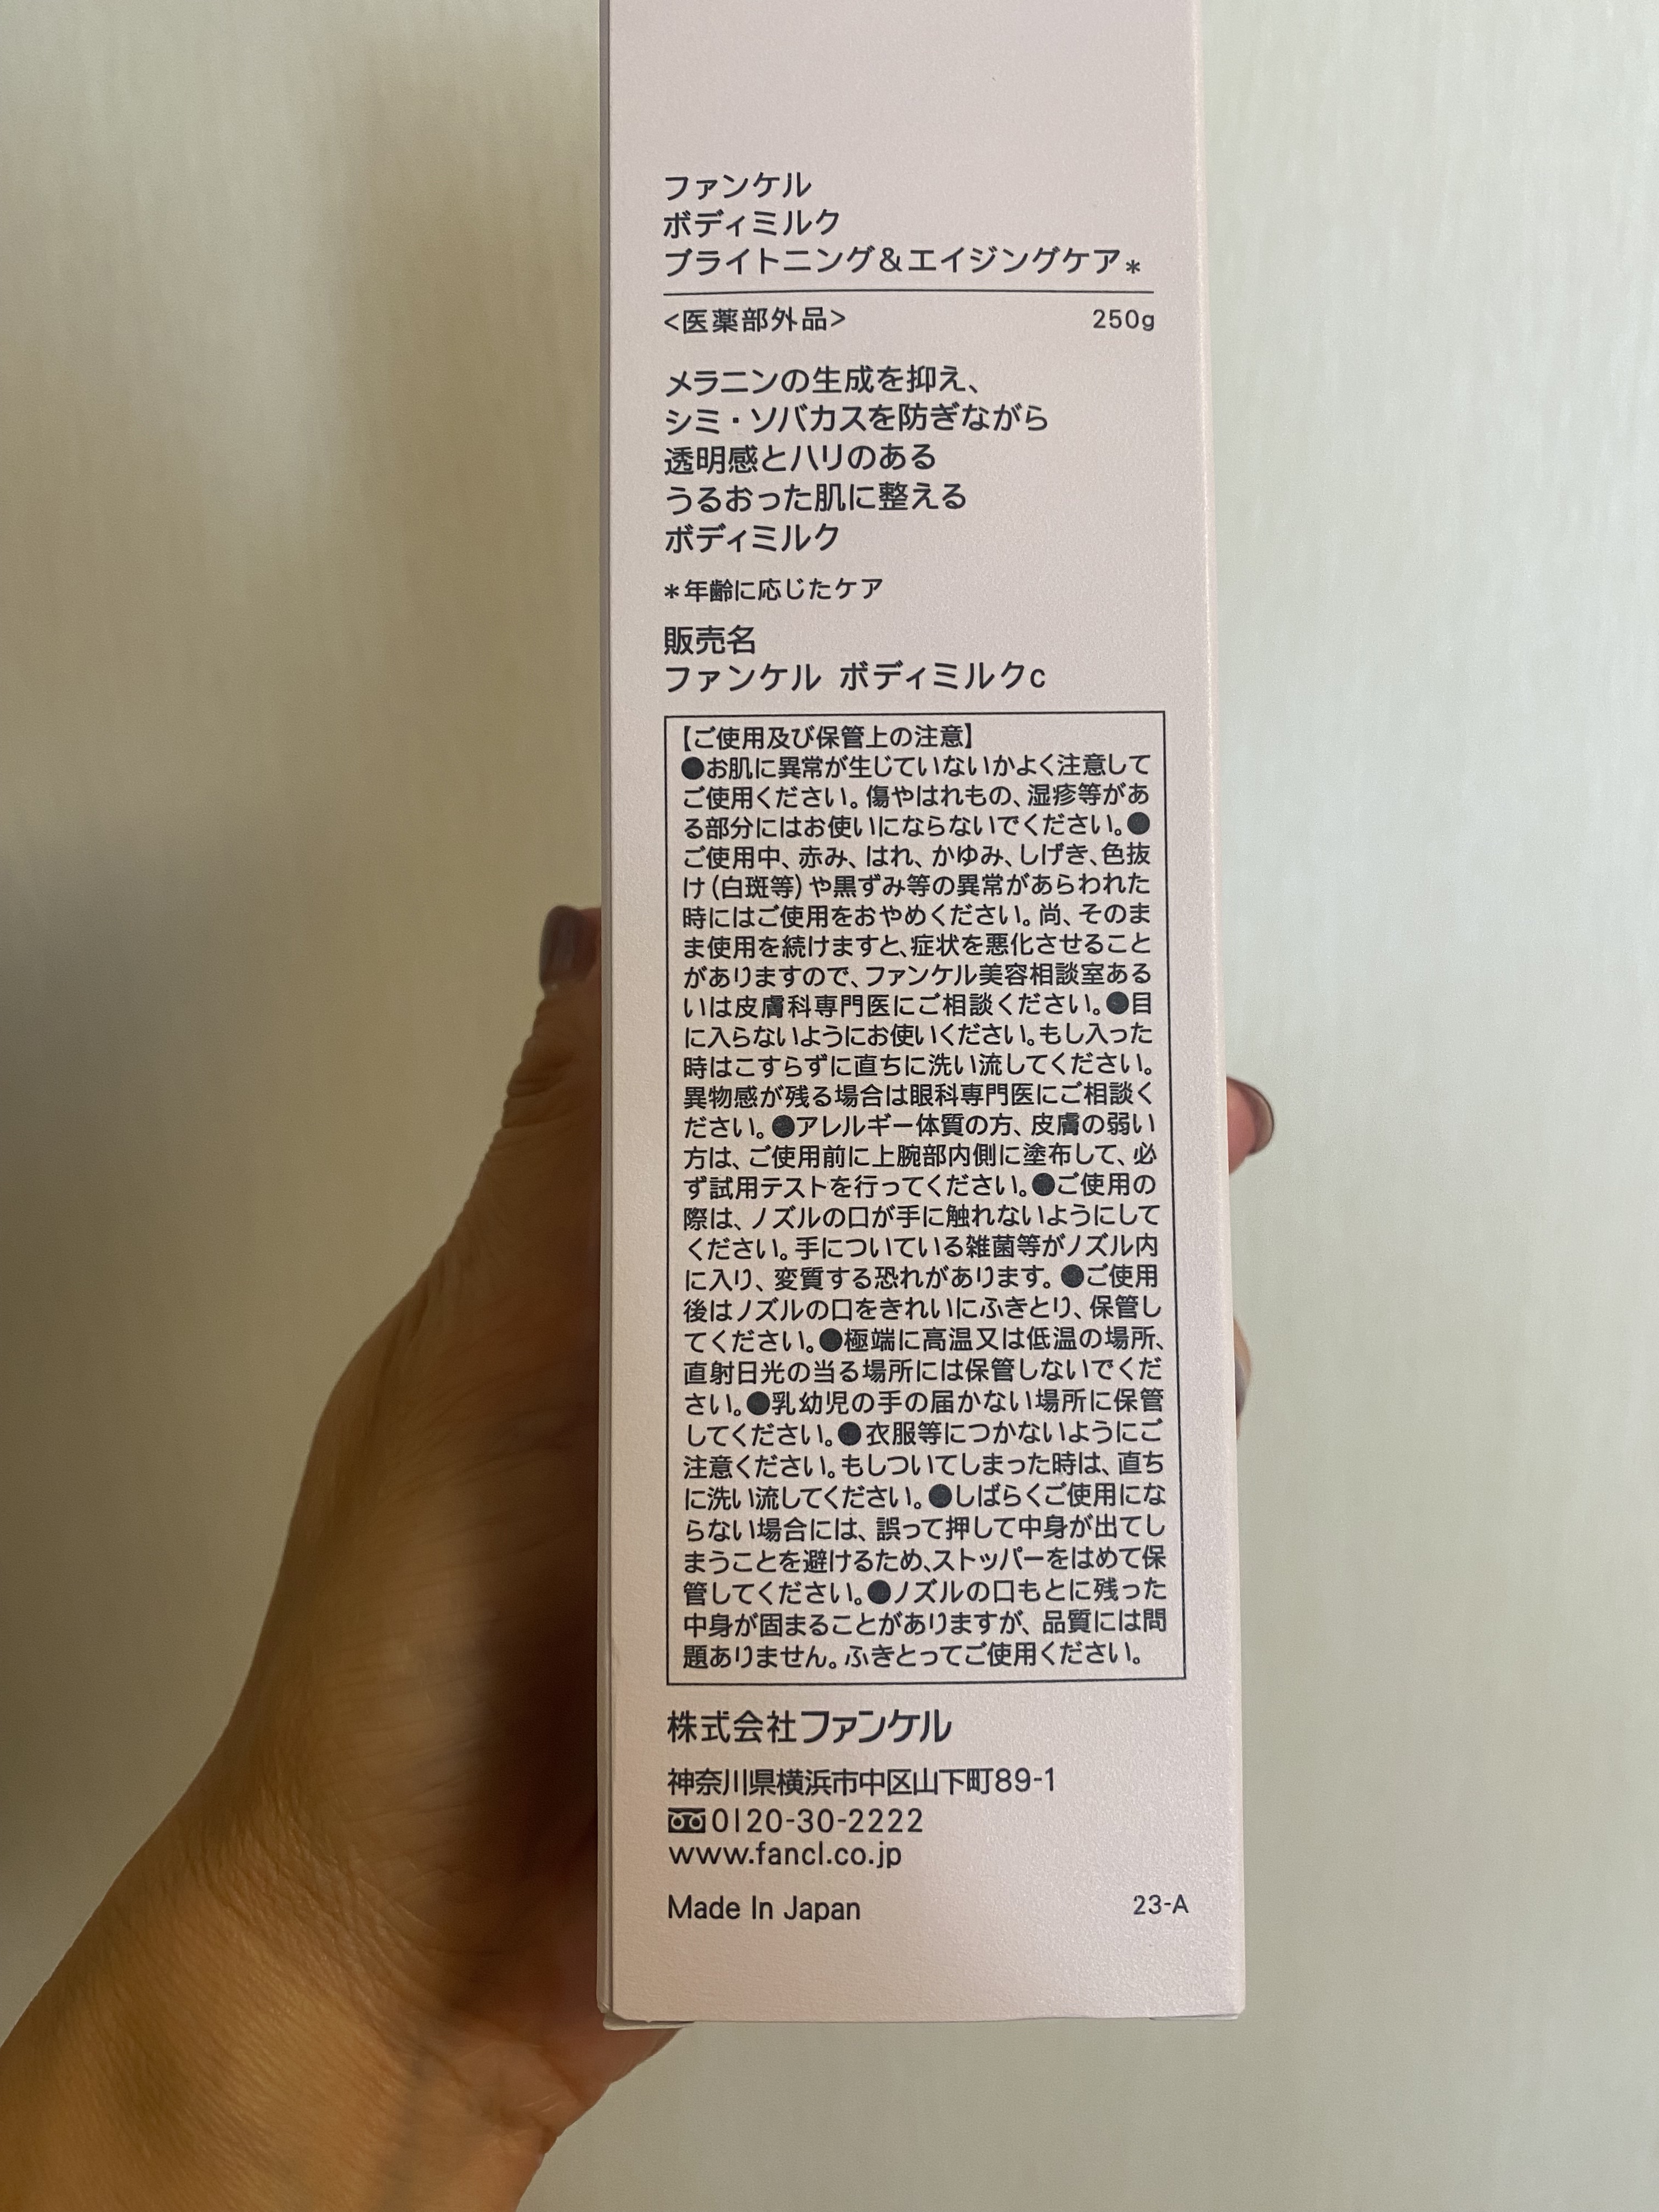 ファンケル
ボディミルク
ブライトニング&エイジングケア*
<医薬部外品> 250g
メラニンの生成を抑え、
シミ・ソバカスを防ぎながら
透明感とハリのある
うるおった肌に整える
ボディミルク
*年齢に応じたケア
販売名
ファンケル ボディミルクc
【ご使用及び保管上の注意】
●お肌に異常が生じていないかよく注意して
ご使用ください。傷やはれもの、湿疹等があ
る部分にはお使いにならないでください。●
ご使用中、赤み、はれ、かゆみ、しげき、色抜
け(白斑等)や黒ずみ等の異常があらわれた
時にはご使用をおやめください。尚、そのま
ま使用を続けますと、症状を悪化させること
がありますので、ファンケル美容相談室ある
いは皮膚科専門医にご相談ください。●目
に入らないようにお使いください。もし入った
時はこすらずに直ちに洗い流してください。
異物感が残る場合は眼科専門医にご相談く
ださい。●アレルギー体質の方、皮膚の弱い
方は、ご使用前に上腕部内側に塗布して、必
ず試用テストを行ってください。●ご使用の
際は、ノズルの口が手に触れないようにして
ください。手についている雑菌等がノズル内
に入り、変質する恐れがあります。●ご使用
後はノズルの口をきれいにふきとり、保管し
てください。●極端に高温又は低温の場所、
直射日光の当る場所には保管しないでくだ
さい。●乳幼児の手の届かない場所に保管
してください。●衣服等につかないようにご
注意ください。もしついてしまった時は、直ち
に洗い流してください。●しばらくご使用にな
らない場合には、誤って押して中身が出てし
まうことを避けるため、ストッパーをはめて保
管してください。●ノズルの口もとに残った
中身が固まることがありますが、品質には問
題ありません。ふきとってご使用ください。
株式会社ファンケル
神奈川県横浜市中区山下町89-1
0120-30-2222
www.fancl.co.jp
Made In Japan 23-A